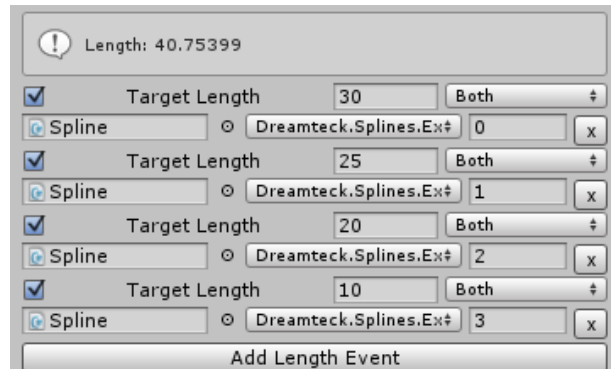 Length: 40.75399
Target Length 30 Both
Spline Dreamteck.Splines.Ex 0 x
Target Length 25 Both
Spline Dreamteck.Splines.Ex 1 x
Target Length 20 Both
Spline Dreamteck.Splines.Ex 2 x
Target Length 10 Both
Spline Dreamteck.Splines.Ex 3 x
Add Length Event